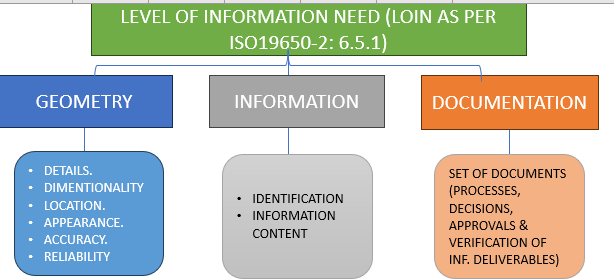 LEVEL OF INFORMATION NEED (LOIN AS PER
ISO19650-2: 6.5.1)
GEOMETRY
INFORMATION
DOCUMENTATION
• DETAILS.
• DIMENTIONALITY
• LOCATION.
• APPEARANCE.
• ACCURACY.
• RELIABILITY
• IDENTIFICATION
• INFORMATION
CONTENT
SET OF DOCUMENTS
(PROCESSES,
DECISIONS,
APPROVALS &
VERIFICATION OF
INF. DELIVERABLES)